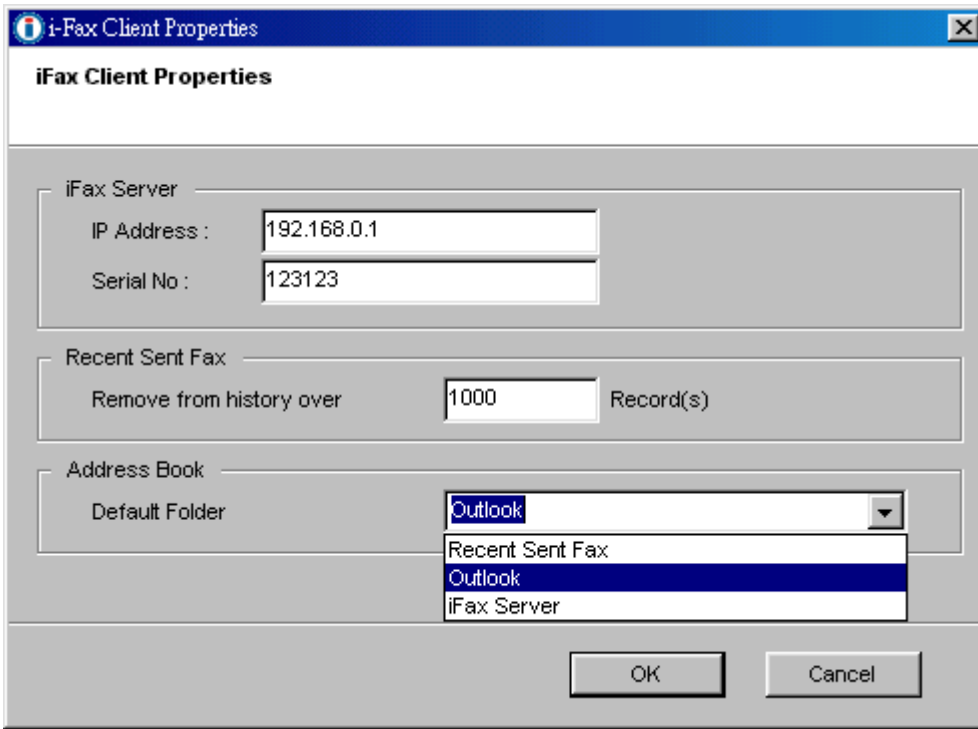 i-Fax Client Properties
iFax Client Properties
iFax Server
IP Address : 192.168.0.1
Serial No : 123123
Recent Sent Fax
Remove from history over 1000 Record(s)
Address Book
Default Folder Outlook
Recent Sent Fax
Outlook
iFax Server
OK Cancel